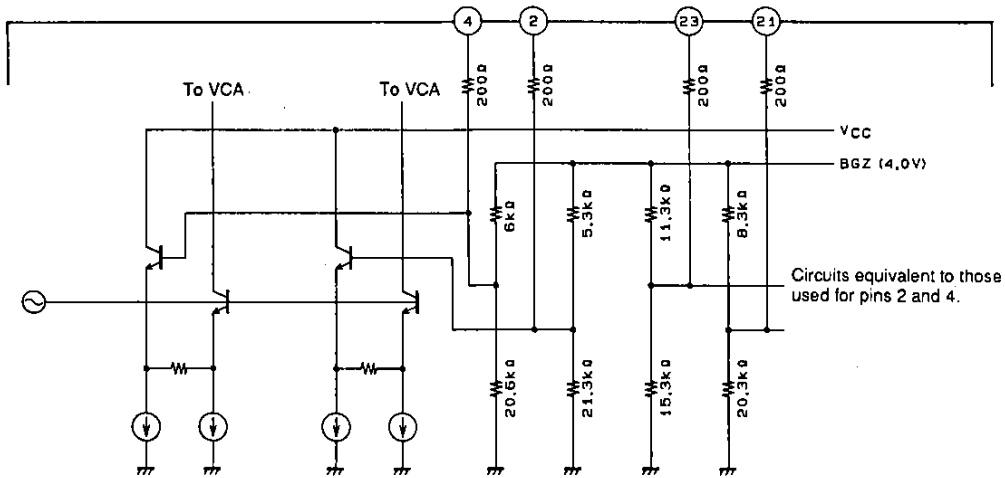 4 2 23 21
200Ω 200Ω 200Ω 200Ω
To VCA To VCA
VCC
BGZ (4.0V)
6kΩ 5.3kΩ 11.3kΩ 8.3kΩ
Circuits equivalent to those
used for pins 2 and 4.
20.6kΩ 21.3kΩ 15.3kΩ 20.3kΩ